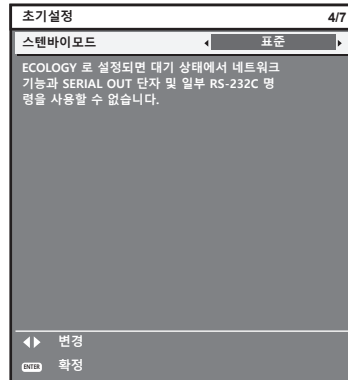 초기설정 4/7
스텐바이모드 표준
ECOLOGY 로 설정되면 대기 상태에서 네트워크
기능과 SERIAL OUT 단자 및 일부 RS-232C 명
령을 사용할 수 없습니다.
변경
ENTER 확정